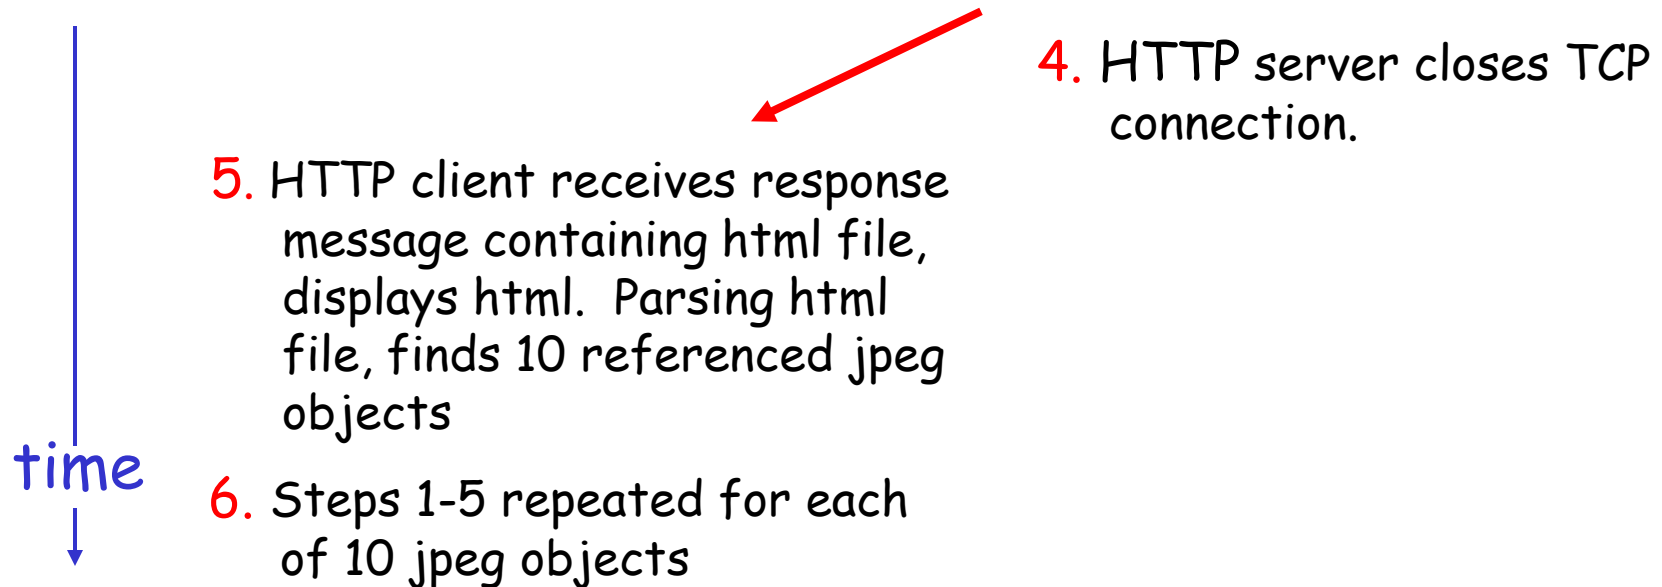 4. HTTP server closes TCP
connection.
5. HTTP client receives response
message containing html file,
displays html.  Parsing html
file, finds 10 referenced jpeg
objects
time
6. Steps 1-5 repeated for each
of 10 jpeg objects